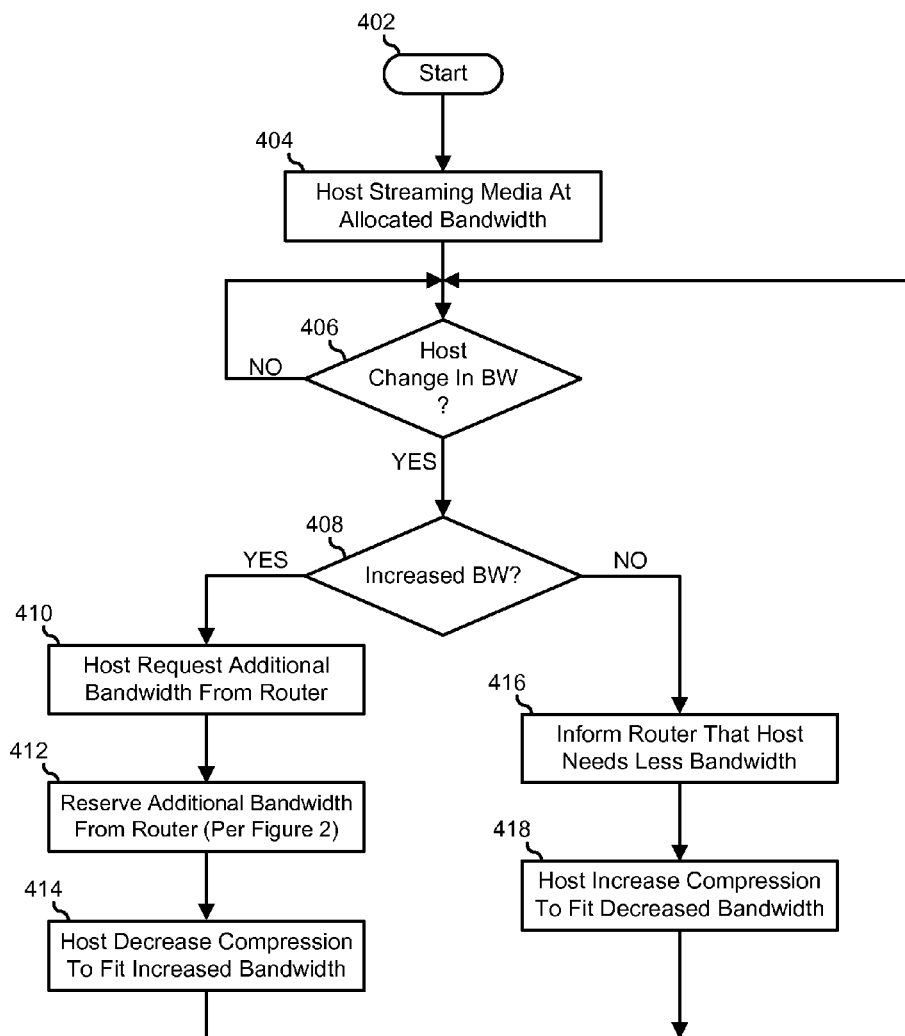 402
Start
404
Host Streaming Media At
Allocated Bandwidth
406
Host
Change In BW
?
NO
YES
408
YES
Increased BW?
NO
410
Host Request Additional
Bandwidth From Router
416
Inform Router That Host
Needs Less Bandwidth
412
Reserve Additional Bandwidth
From Router (Per Figure 2)
418
Host Increase Compression
To Fit Decreased Bandwidth
414
Host Decrease Compression
To Fit Increased Bandwidth